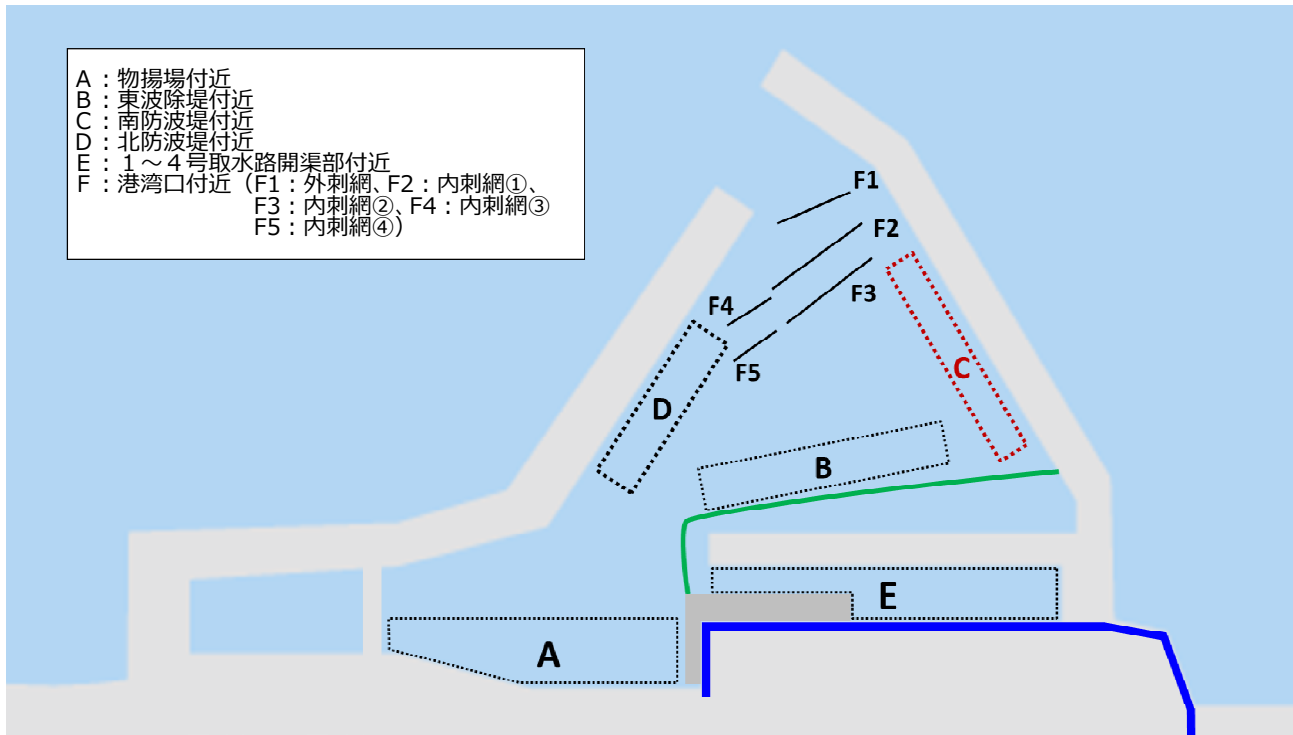 A：物揚場付近
B：東波除堤付近
C：南防波堤付近
D：北防波堤付近
E：１～４号取水路開渠部付近
F：港湾口付近（F1：外刺網、F2：内刺網①、
F3：内刺網②、F4：内刺網③
F5：内刺網④）
F1
F2
F3
F4
F5
C
D
B
E
A